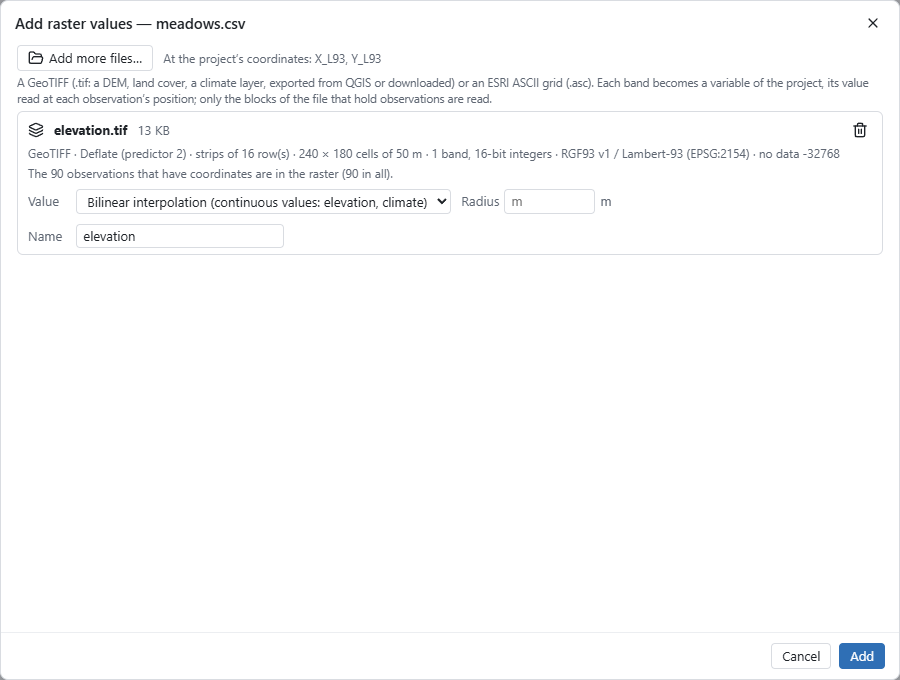 Add raster values — meadows.csv
Add more files... At the project's coordinates: X_L93, Y_L93
A GeoTIFF (.tif: a DEM, land cover, a climate layer, exported from QGIS or downloaded) or an ESRI ASCII grid (.asc). Each band becomes a variable of the project, its value
read at each observation's position; only the blocks of the file that hold observations are read.
elevation.tif 13 KB
GeoTIFF · Deflate (predictor 2) · strips of 16 row(s) · 240 × 180 cells of 50 m · 1 band, 16-bit integers · RGF93 v1 / Lambert-93 (EPSG:2154) · no data -32768
The 90 observations that have coordinates are in the raster (90 in all).
Value Bilinear interpolation (continuous values: elevation, climate) Radius m m
Name elevation
Cancel Add